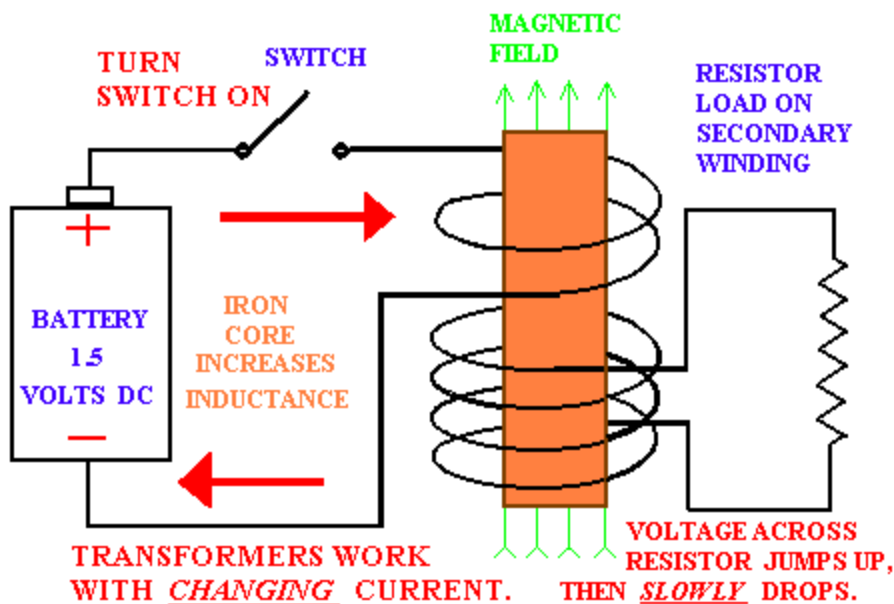 TURN
SWITCH ON
SWITCH
MAGNETIC
FIELD
RESISTOR
LOAD ON
SECONDARY
WINDING
+
BATTERY
1.5
VOLTS DC
−
IRON
CORE
INCREASES
INDUCTANCE
TRANSFORMERS WORK
WITH CHANGING CURRENT.
VOLTAGE ACROSS
RESISTOR JUMPS UP,
THEN SLOWLY DROPS.